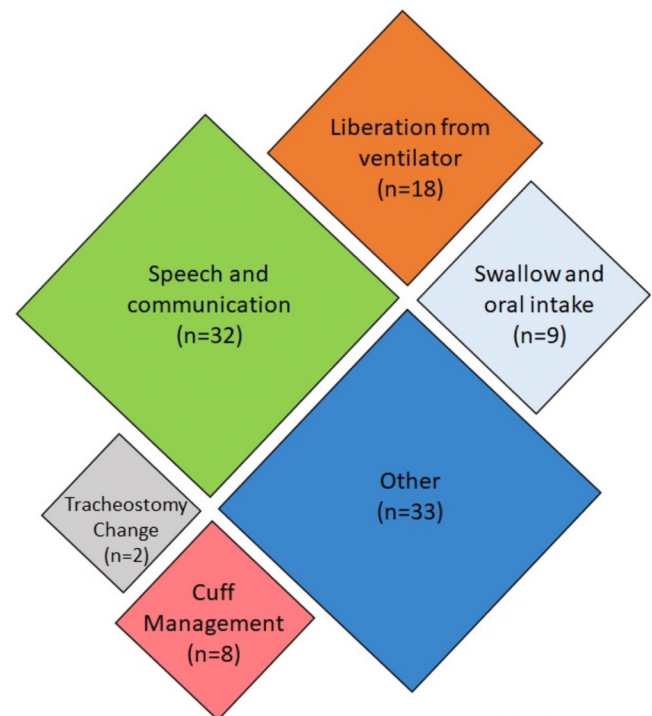 Liberation from
ventilator
(n=18)
Speech and
communication
(n=32)
Swallow and
oral intake
(n=9)
Other
(n=33)
Tracheostomy
Change
(n=2)
Cuff
Management
(n=8)